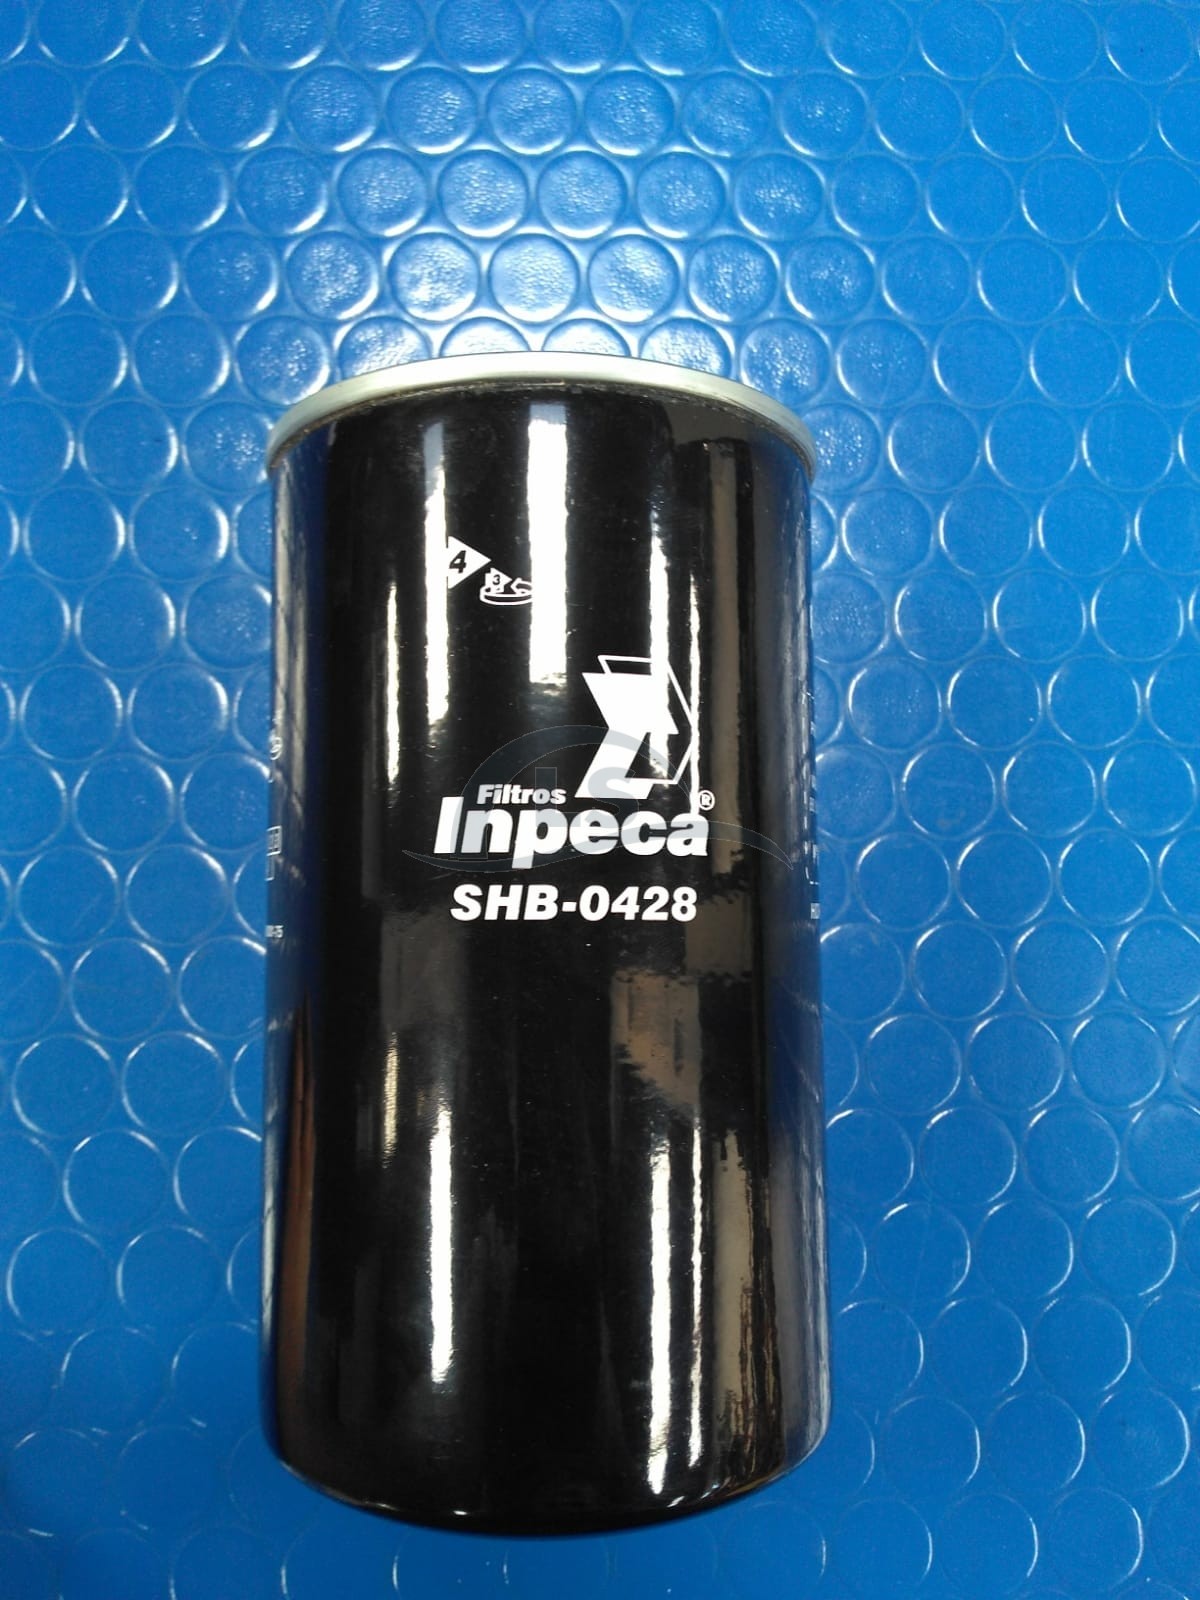 4
3
Filtros
Inpeca®
SHB-0428